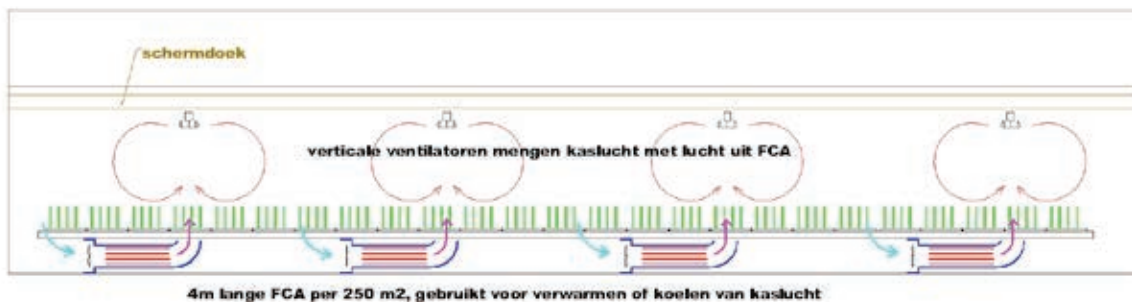 schermdoek
verticale ventilatoren mengen kaslucht met lucht uit FCA
4m lange FCA per 250 m2, gebruikt voor verwarmen of koelen van kaslucht